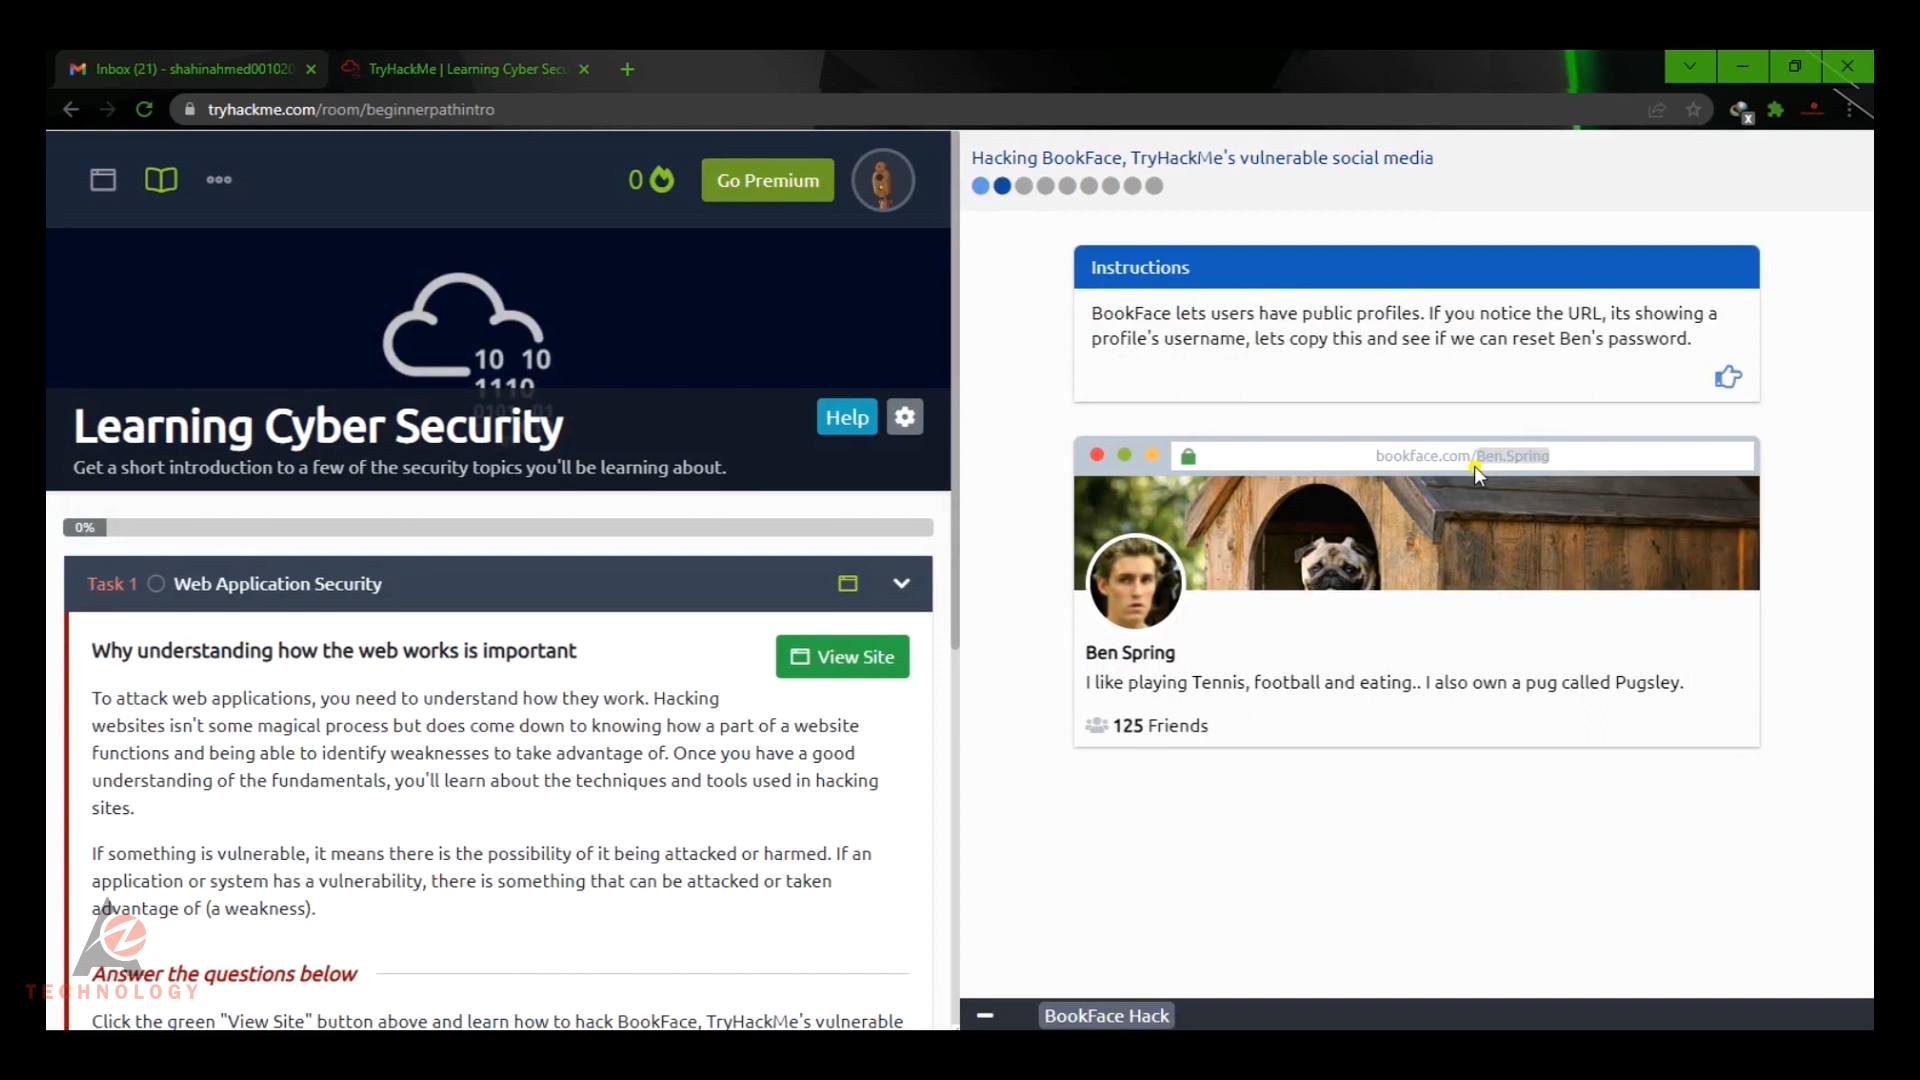 Inbox (21) - shahinahmed001020
TryHackMe | Learning Cyber Secu
tryhackme.com/room/beginnerpathintro
0
Go Premium
10 10
1110
Learning Cyber Security
Help
Get a short introduction to a few of the security topics you'll be learning about.
0%
Task 1
Web Application Security
Why understanding how the web works is important
View Site
To attack web applications, you need to understand how they work. Hacking
websites isn't some magical process but does come down to knowing how a part of a website
functions and being able to identify weaknesses to take advantage of. Once you have a good
understanding of the fundamentals, you'll learn about the techniques and tools used in hacking
sites.
If something is vulnerable, it means there is the possibility of it being attacked or harmed. If an
application or system has a vulnerability, there is something that can be attacked or taken
advantage of (a weakness).
Answer the questions below
TECHNOLOGY
Click the green "View Site" button above and learn how to hack BookFace, TryHackMe's vulnerable
Hacking BookFace, TryHackMe's vulnerable social media
Instructions
BookFace lets users have public profiles. If you notice the URL, its showing a
profile's username, lets copy this and see if we can reset Ben's password.
bookface.com/Ben.Spring
Ben Spring
I like playing Tennis, football and eating.. I also own a pug called Pugsley.
125 Friends
BookFace Hack